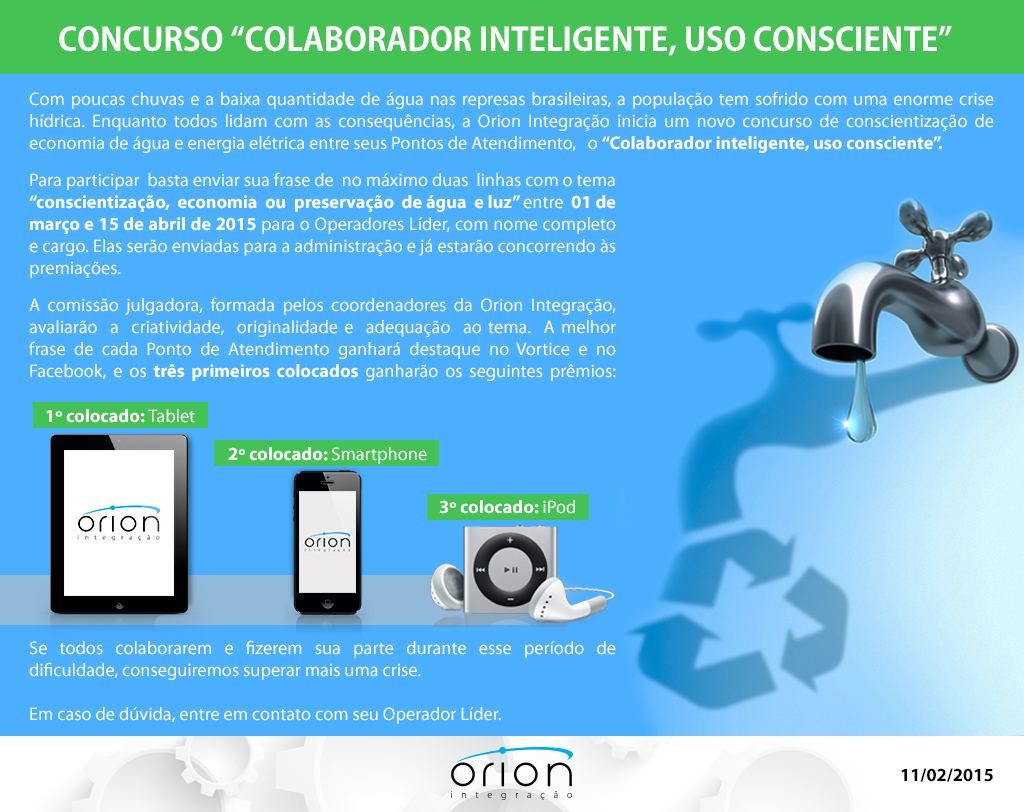 CONCURSO “COLABORADOR INTELIGENTE, USO CONSCIENTE”
Com poucas chuvas e a baixa quantidade de água nas represas brasileiras, a população tem sofrido com uma enorme crise
hídrica. Enquanto todos lidam com as consequências, a Orion Integração inicia um novo concurso de conscientização de
economia de água e energia elétrica entre seus Pontos de Atendimento, o “Colaborador inteligente, uso consciente”.
Para participar basta enviar sua frase de no máximo duas linhas com o tema
“conscientização, economia ou preservação de água e luz” entre 01 de
março e 15 de abril de 2015 para o Operadores Líder, com nome completo
e cargo. Elas serão enviadas para a administração e já estarão concorrendo às
premiações.
A comissão julgadora, formada pelos coordenadores da Orion Integração,
avaliarão a criatividade, originalidade e adequação ao tema. A melhor
frase de cada Ponto de Atendimento ganhará destaque no Vortice e no
Facebook, e os três primeiros colocados ganharão os seguintes prêmios:
1º colocado: Tablet
2º colocado: Smartphone
3º colocado: iPod
orion
integração
orion
integração
Se todos colaborarem e fizerem sua parte durante esse período de
dificuldade, conseguiremos superar mais uma crise.
Em caso de dúvida, entre em contato com seu Operador Líder.
orion
integração
11/02/2015